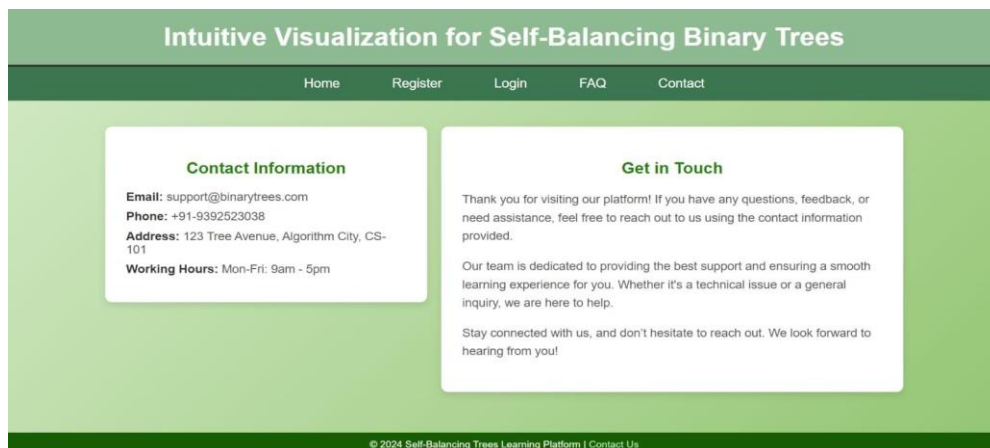 Intuitive Visualization for Self-Balancing Binary Trees
Home Register Login FAQ Contact
Contact Information
Email: support@binarytrees.com
Phone: +91-9392523038
Address: 123 Tree Avenue, Algorithm City, CS-
101
Working Hours: Mon-Fri: 9am - 5pm
Get in Touch
Thank you for visiting our platform! If you have any questions, feedback, or
need assistance, feel free to reach out to us using the contact information
provided.
Our team is dedicated to providing the best support and ensuring a smooth
learning experience for you. Whether it's a technical issue or a general
inquiry, we are here to help.
Stay connected with us, and don't hesitate to reach out. We look forward to
hearing from you!
© 2024 Self-Balancing Trees Learning Platform | Contact Us